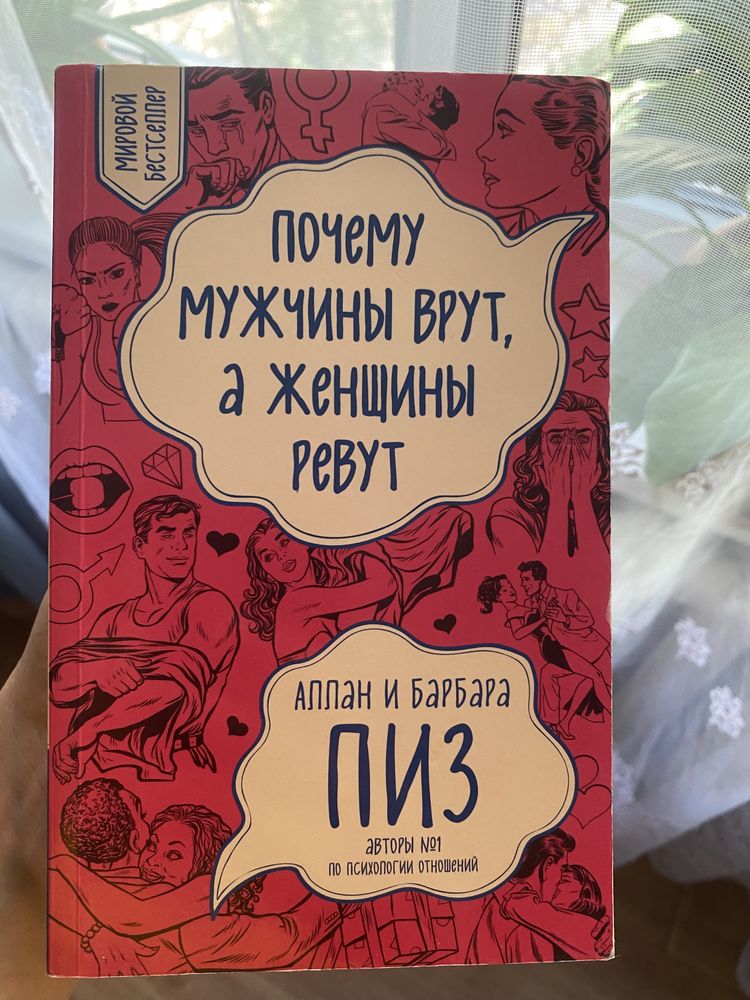 МИРОВОЙ
БЕСТСЕЛЛЕР
ПОЧЕМУ
МУЖЧИНЫ ВРУТ,
а ЖЕНЩИНЫ
РЕВУТ
АЛЛАН И БАРБАРА
ПИЗ
АВТОРЫ №1
ПО ПСИХОЛОГИИ ОТНОШЕНИЙ